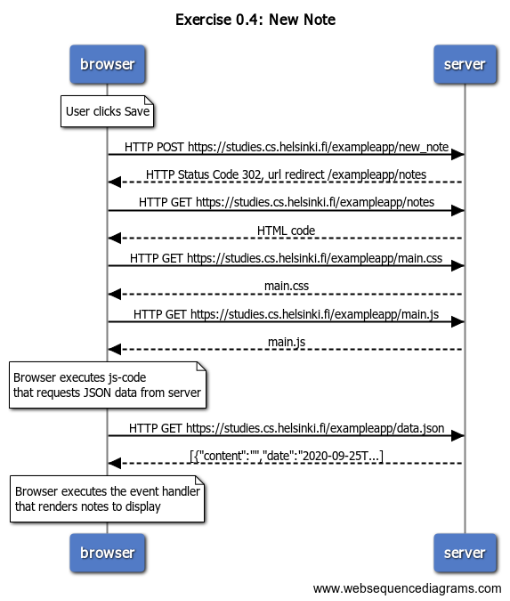 Exercise 0.4: New Note
browser
server
User clicks Save
HTTP POST https://studies.cs.helsinki.fi/exampleapp/new_note
HTTP Status Code 302, url redirect /exampleapp/notes
HTTP GET https://studies.cs.helsinki.fi/exampleapp/notes
HTML code
HTTP GET https://studies.cs.helsinki.fi/exampleapp/main.css
main.css
HTTP GET https://studies.cs.helsinki.fi/exampleapp/main.js
main.js
Browser executes js-code
that requests JSON data from server
HTTP GET https://studies.cs.helsinki.fi/exampleapp/data.json
[{"content":"","date":"2020-09-25T...]
Browser executes the event handler
that renders notes to display
browser
server
www.websequencediagrams.com